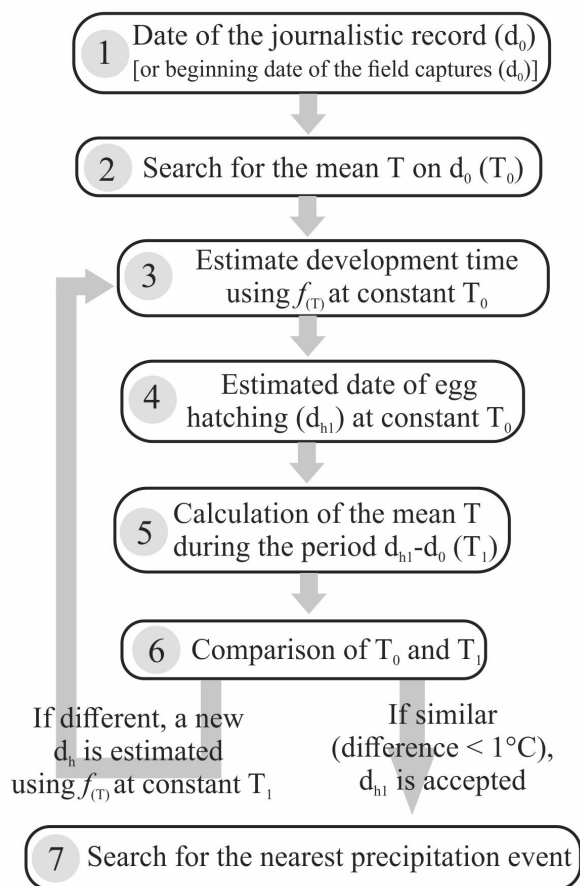 1 Date of the journalistic record (d₀)
[or beginning date of the field captures (d₀)]
2 Search for the mean T on d₀ (T₀)
3 Estimate development time
using f₍T₎ at constant T₀
4 Estimated date of egg
hatching (dₕ₁) at constant T₀
5 Calculation of the mean T
during the period dₕ₁-d₀ (T₁)
6 Comparison of T₀ and T₁
If different, a new
dₕ is estimated
using f₍T₎ at constant T₁
If similar
(difference < 1°C),
dₕ₁ is accepted
7 Search for the nearest precipitation event